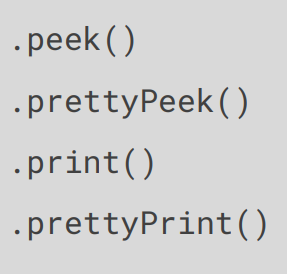 .peek()
.prettyPeek()
.print()
.prettyPrint()